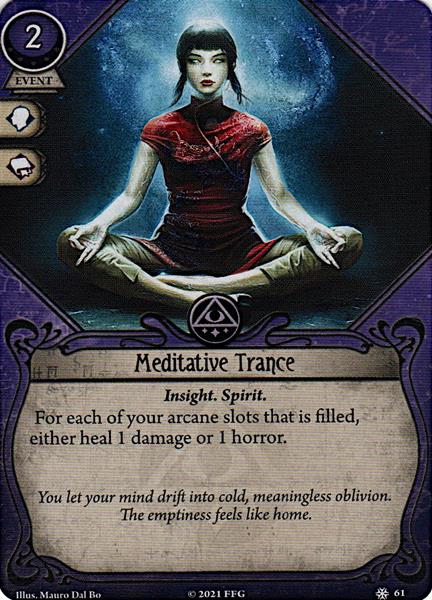 2
EVENT
Meditative Trance
Insight. Spirit.
For each of your arcane slots that is filled,
either heal 1 damage or 1 horror.
You let your mind drift into cold, meaningless oblivion.
The emptiness feels like home.
Illus. Mauro Dal Bo © 2021 FFG 61